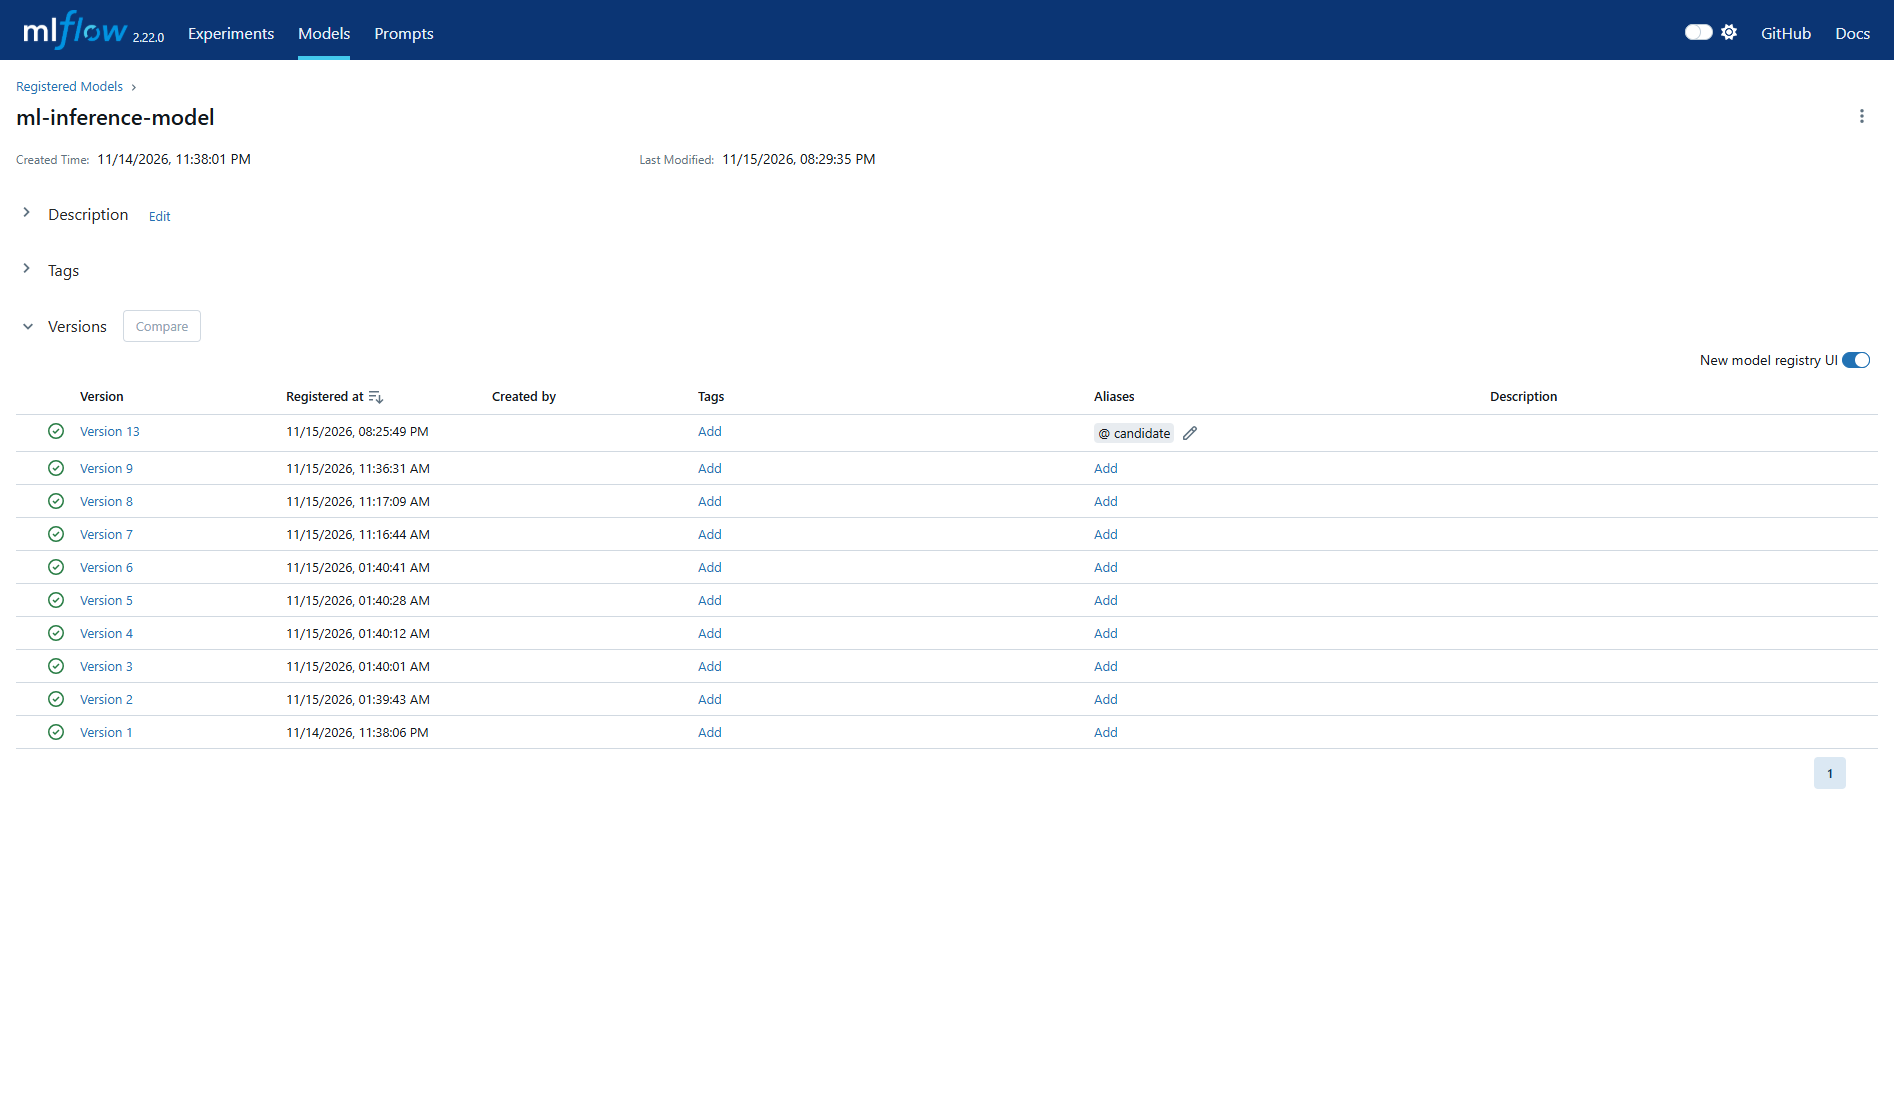 mlflow 2.22.0 Experiments Models Prompts GitHub Docs
Registered Models ›
ml-inference-model
Created Time: 11/14/2026, 11:38:01 PM Last Modified: 11/15/2026, 08:29:35 PM
Description Edit
Tags
Versions Compare
New model registry UI
Version Registered at Created by Tags Aliases Description
Version 13 11/15/2026, 08:25:49 PM Add @ candidate
Version 9 11/15/2026, 11:36:31 AM Add Add
Version 8 11/15/2026, 11:17:09 AM Add Add
Version 7 11/15/2026, 11:16:44 AM Add Add
Version 6 11/15/2026, 01:40:41 AM Add Add
Version 5 11/15/2026, 01:40:28 AM Add Add
Version 4 11/15/2026, 01:40:12 AM Add Add
Version 3 11/15/2026, 01:40:01 AM Add Add
Version 2 11/15/2026, 01:39:43 AM Add Add
Version 1 11/14/2026, 11:38:06 PM Add Add
1